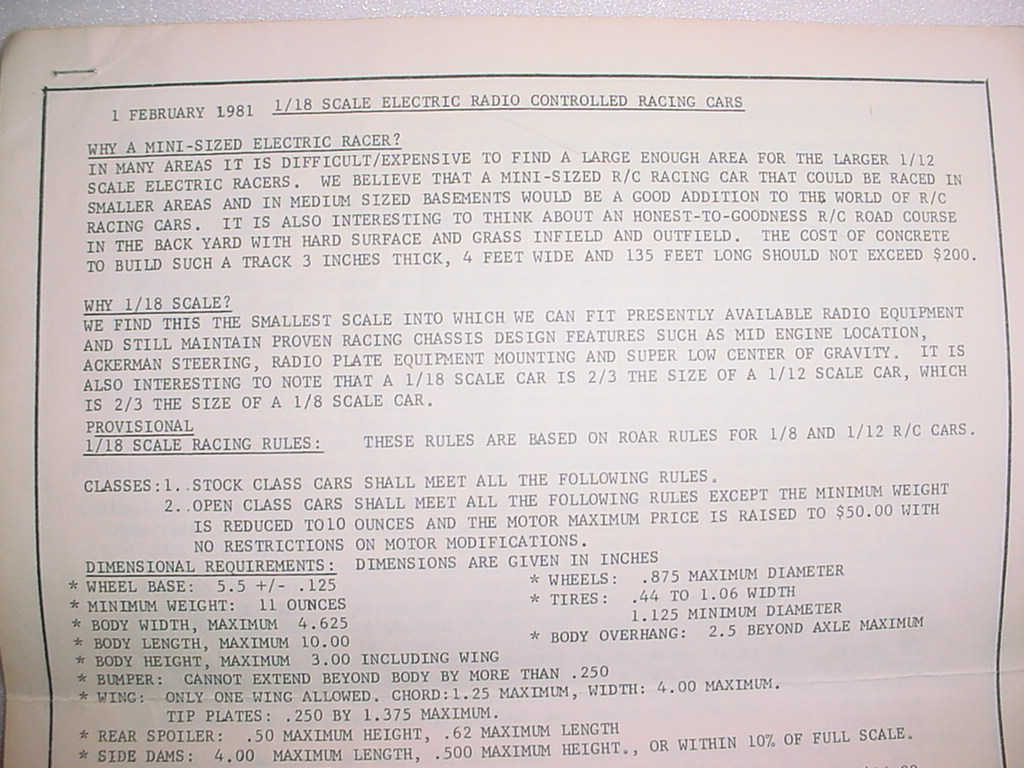 1 FEBRUARY 1981 1/18 SCALE ELECTRIC RADIO CONTROLLED RACING CARS
WHY A MINI-SIZED ELECTRIC RACER?
IN MANY AREAS IT IS DIFFICULT/EXPENSIVE TO FIND A LARGE ENOUGH AREA FOR THE LARGER 1/12
SCALE ELECTRIC RACERS. WE BELIEVE THAT A MINI-SIZED R/C RACING CAR THAT COULD BE RACED IN
SMALLER AREAS AND IN MEDIUM SIZED BASEMENTS WOULD BE A GOOD ADDITION TO THE WORLD OF R/C
RACING CARS. IT IS ALSO INTERESTING TO THINK ABOUT AN HONEST-TO-GOODNESS R/C ROAD COURSE
IN THE BACK YARD WITH HARD SURFACE AND GRASS INFIELD AND OUTFIELD. THE COST OF CONCRETE
TO BUILD SUCH A TRACK 3 INCHES THICK, 4 FEET WIDE AND 135 FEET LONG SHOULD NOT EXCEED $200.
WHY 1/18 SCALE?
WE FIND THIS THE SMALLEST SCALE INTO WHICH WE CAN FIT PRESENTLY AVAILABLE RADIO EQUIPMENT
AND STILL MAINTAIN PROVEN RACING CHASSIS DESIGN FEATURES SUCH AS MID ENGINE LOCATION,
ACKERMAN STEERING, RADIO PLATE EQUIPMENT MOUNTING AND SUPER LOW CENTER OF GRAVITY. IT IS
ALSO INTERESTING TO NOTE THAT A 1/18 SCALE CAR IS 2/3 THE SIZE OF A 1/12 SCALE CAR, WHICH
IS 2/3 THE SIZE OF A 1/8 SCALE CAR.
PROVISIONAL
1/18 SCALE RACING RULES: THESE RULES ARE BASED ON ROAR RULES FOR 1/8 AND 1/12 R/C CARS.
CLASSES:1..STOCK CLASS CARS SHALL MEET ALL THE FOLLOWING RULES.
2..OPEN CLASS CARS SHALL MEET ALL THE FOLLOWING RULES EXCEPT THE MINIMUM WEIGHT
IS REDUCED TO10 OUNCES AND THE MOTOR MAXIMUM PRICE IS RAISED TO $50.00 WITH
NO RESTRICTIONS ON MOTOR MODIFICATIONS.
DIMENSIONAL REQUIREMENTS: DIMENSIONS ARE GIVEN IN INCHES
* WHEEL BASE: 5.5 +/- .125
* MINIMUM WEIGHT: 11 OUNCES
* BODY WIDTH, MAXIMUM 4.625
* BODY LENGTH, MAXIMUM 10.00
* BODY HEIGHT, MAXIMUM 3.00 INCLUDING WING
* WHEELS: .875 MAXIMUM DIAMETER
* TIRES: .44 TO 1.06 WIDTH
1.125 MINIMUM DIAMETER
* BODY OVERHANG: 2.5 BEYOND AXLE MAXIMUM
* BUMPER: CANNOT EXTEND BEYOND BODY BY MORE THAN .250
* WING: ONLY ONE WING ALLOWED. CHORD:1.25 MAXIMUM, WIDTH: 4.00 MAXIMUM.
TIP PLATES: .250 BY 1.375 MAXIMUM.
* REAR SPOILER: .50 MAXIMUM HEIGHT, .62 MAXIMUM LENGTH
* SIDE DAMS: 4.00 MAXIMUM LENGTH, .500 MAXIMUM HEIGHT., OR WITHIN 10% OF FULL SCALE.